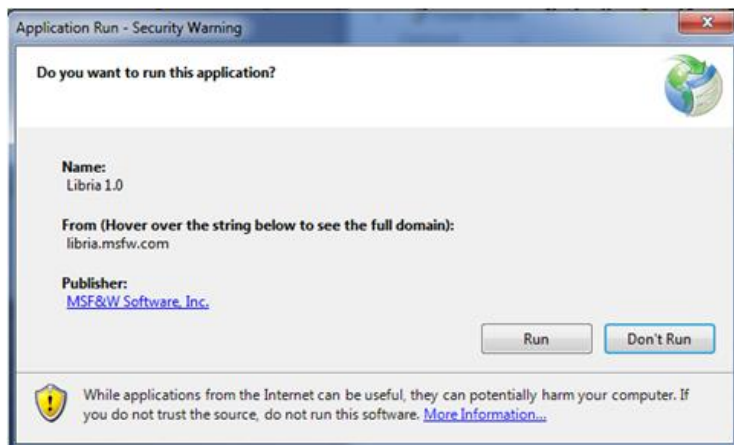 Application Run - Security Warning
Do you want to run this application?
Name:
Libria 1.0
From (Hover over the string below to see the full domain):
libria.msfw.com
Publisher:
MSF&W Software, Inc.
Run
Don't Run
While applications from the Internet can be useful, they can potentially harm your computer. If
you do not trust the source, do not run this software. More Information...